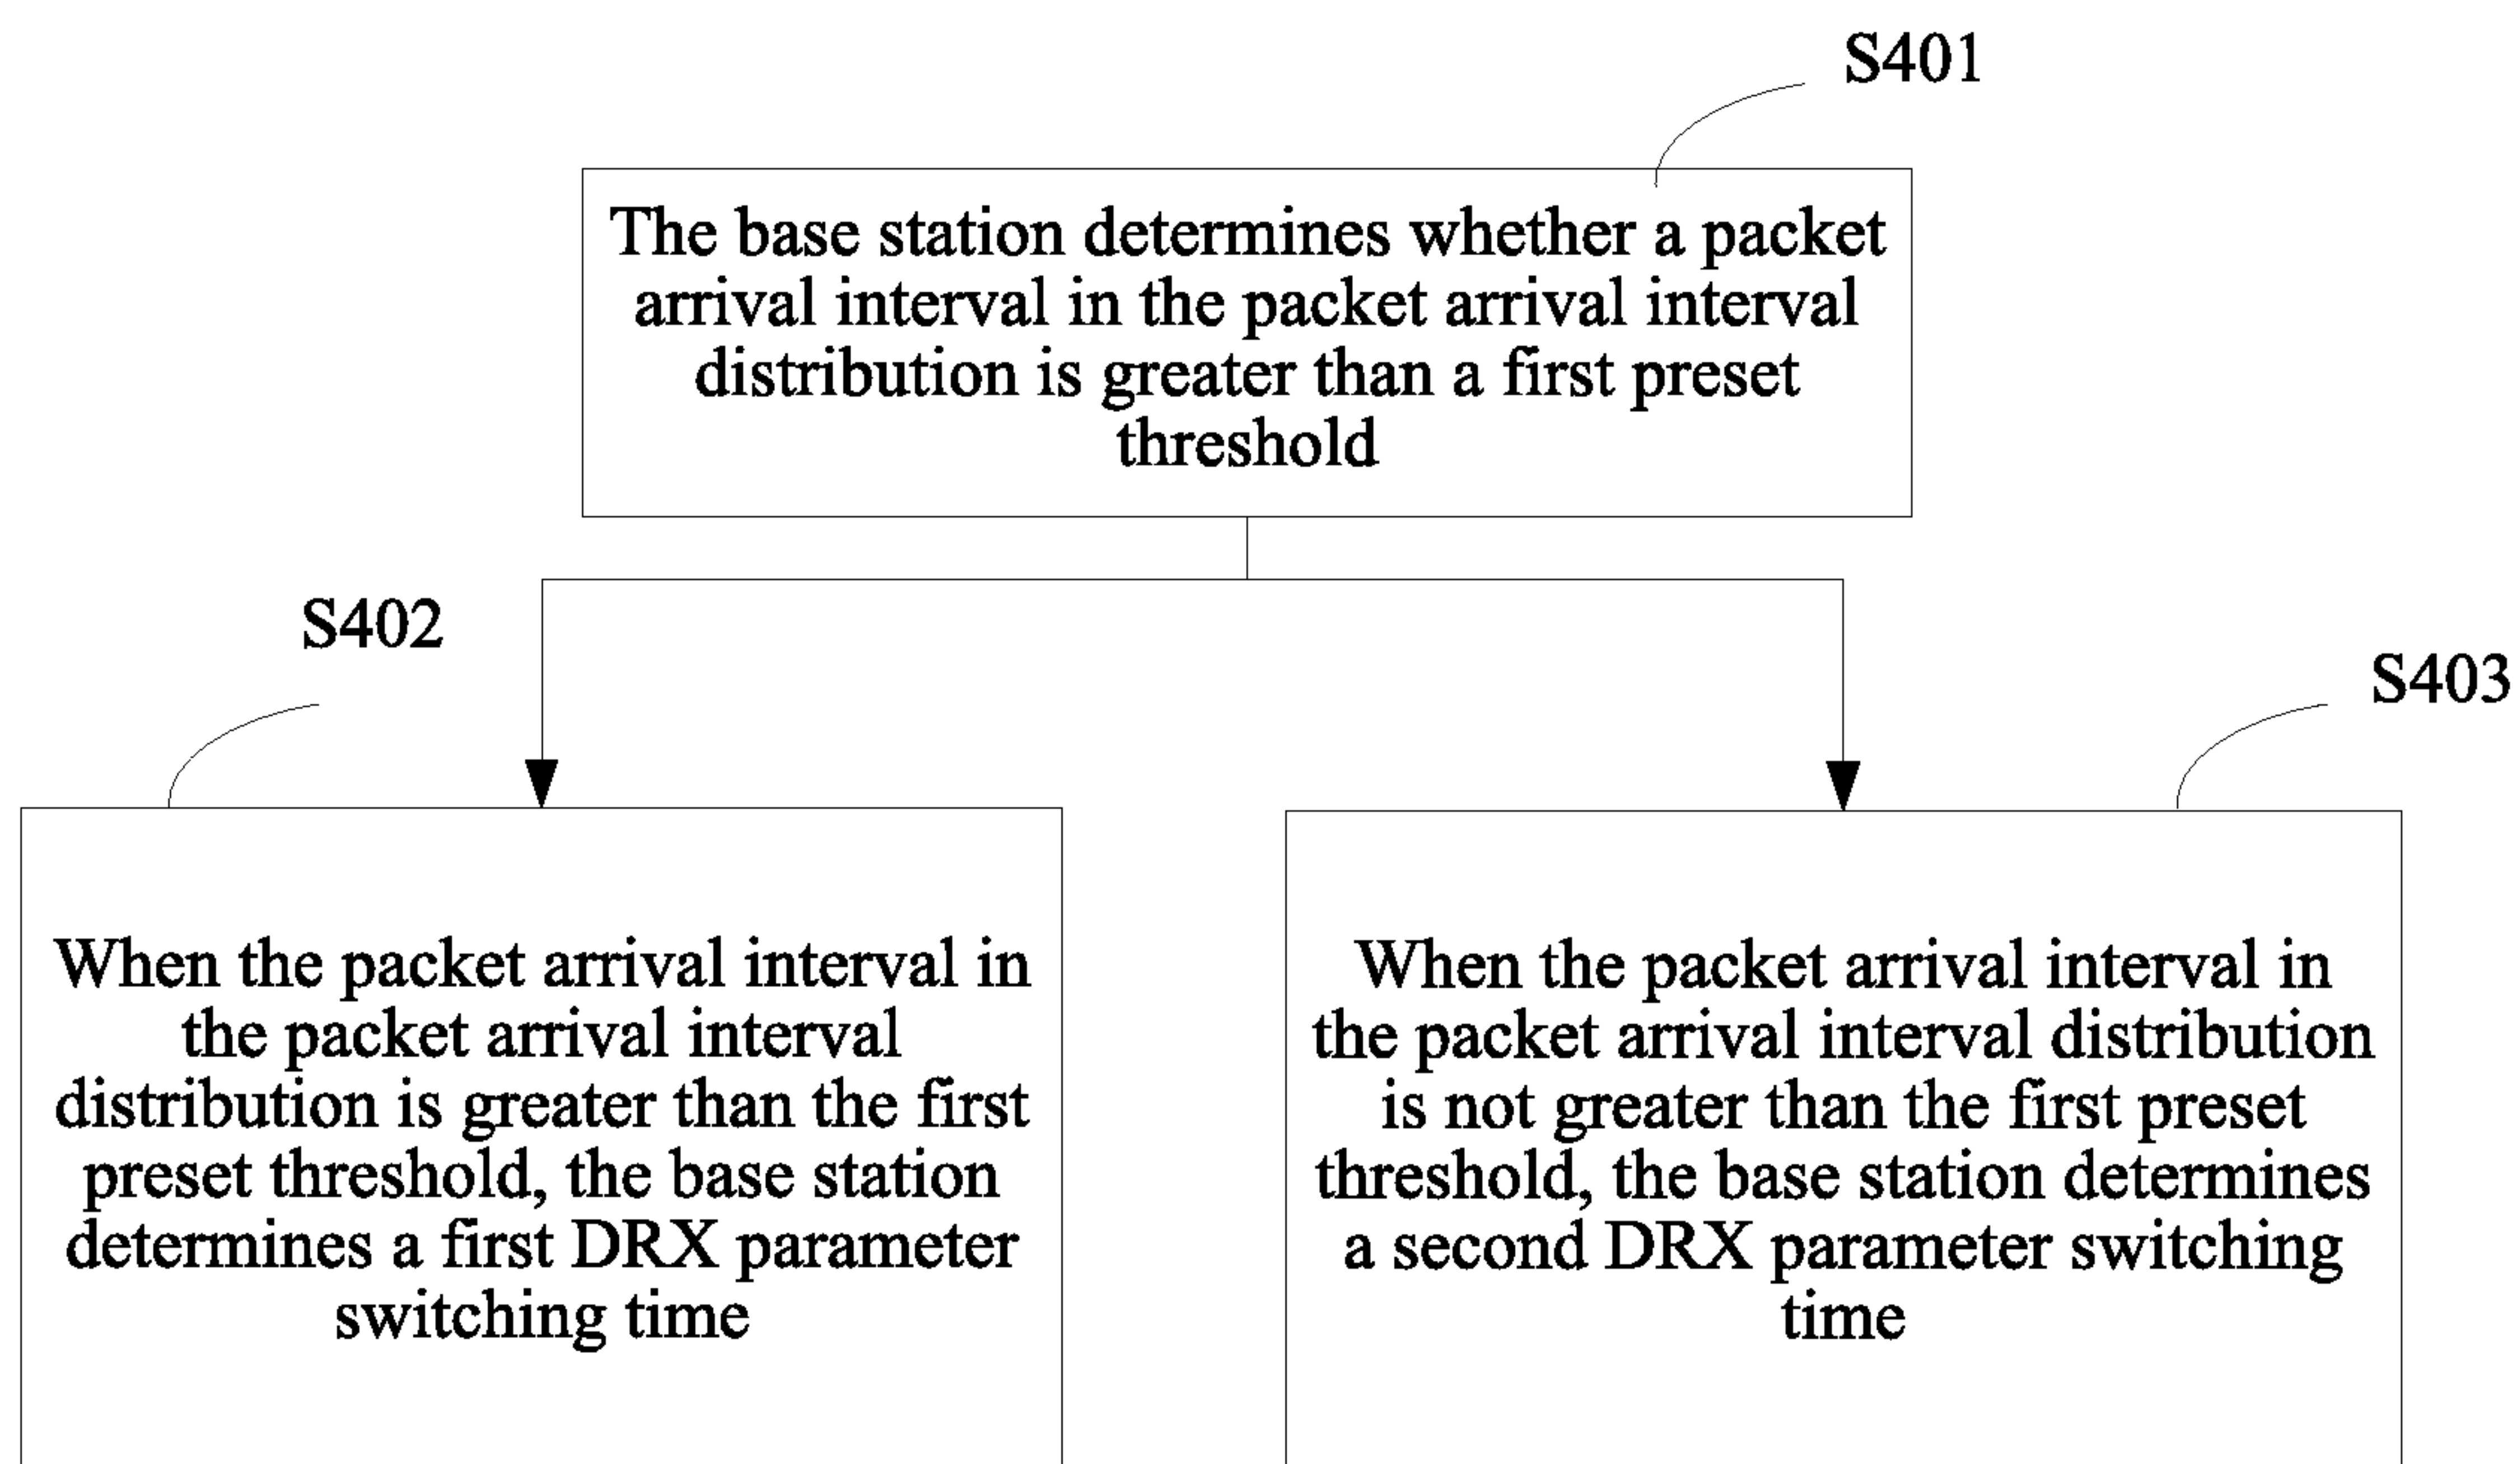 S401
The base station determines whether a packet
arrival interval in the packet arrival interval
distribution is greater than a first preset
threshold
S402
S403
When the packet arrival interval in
the packet arrival interval
distribution is greater than the first
preset threshold, the base station
determines a first DRX parameter
switching time
When the packet arrival interval in
the packet arrival interval distribution
is not greater than the first preset
threshold, the base station determines
a second DRX parameter switching
time